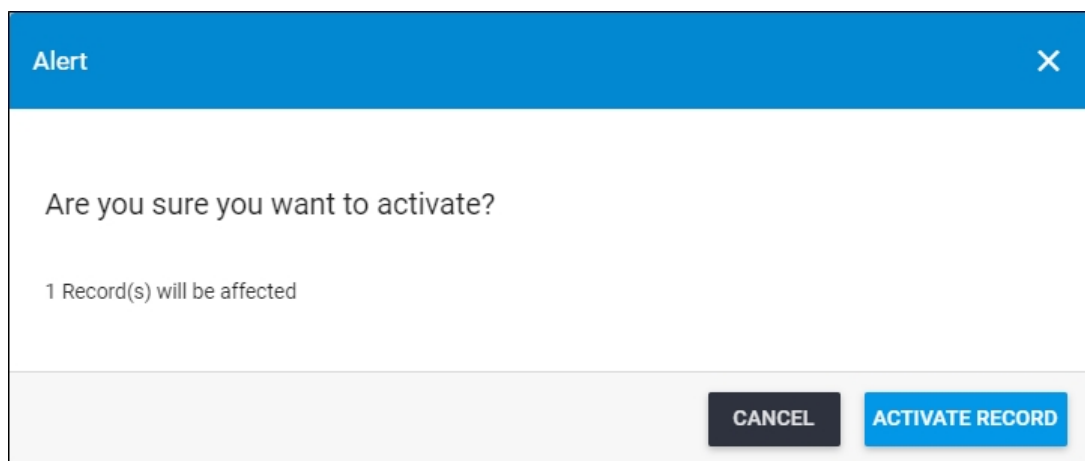 Alert
Are you sure you want to activate?
1 Record(s) will be affected
CANCEL ACTIVATE RECORD